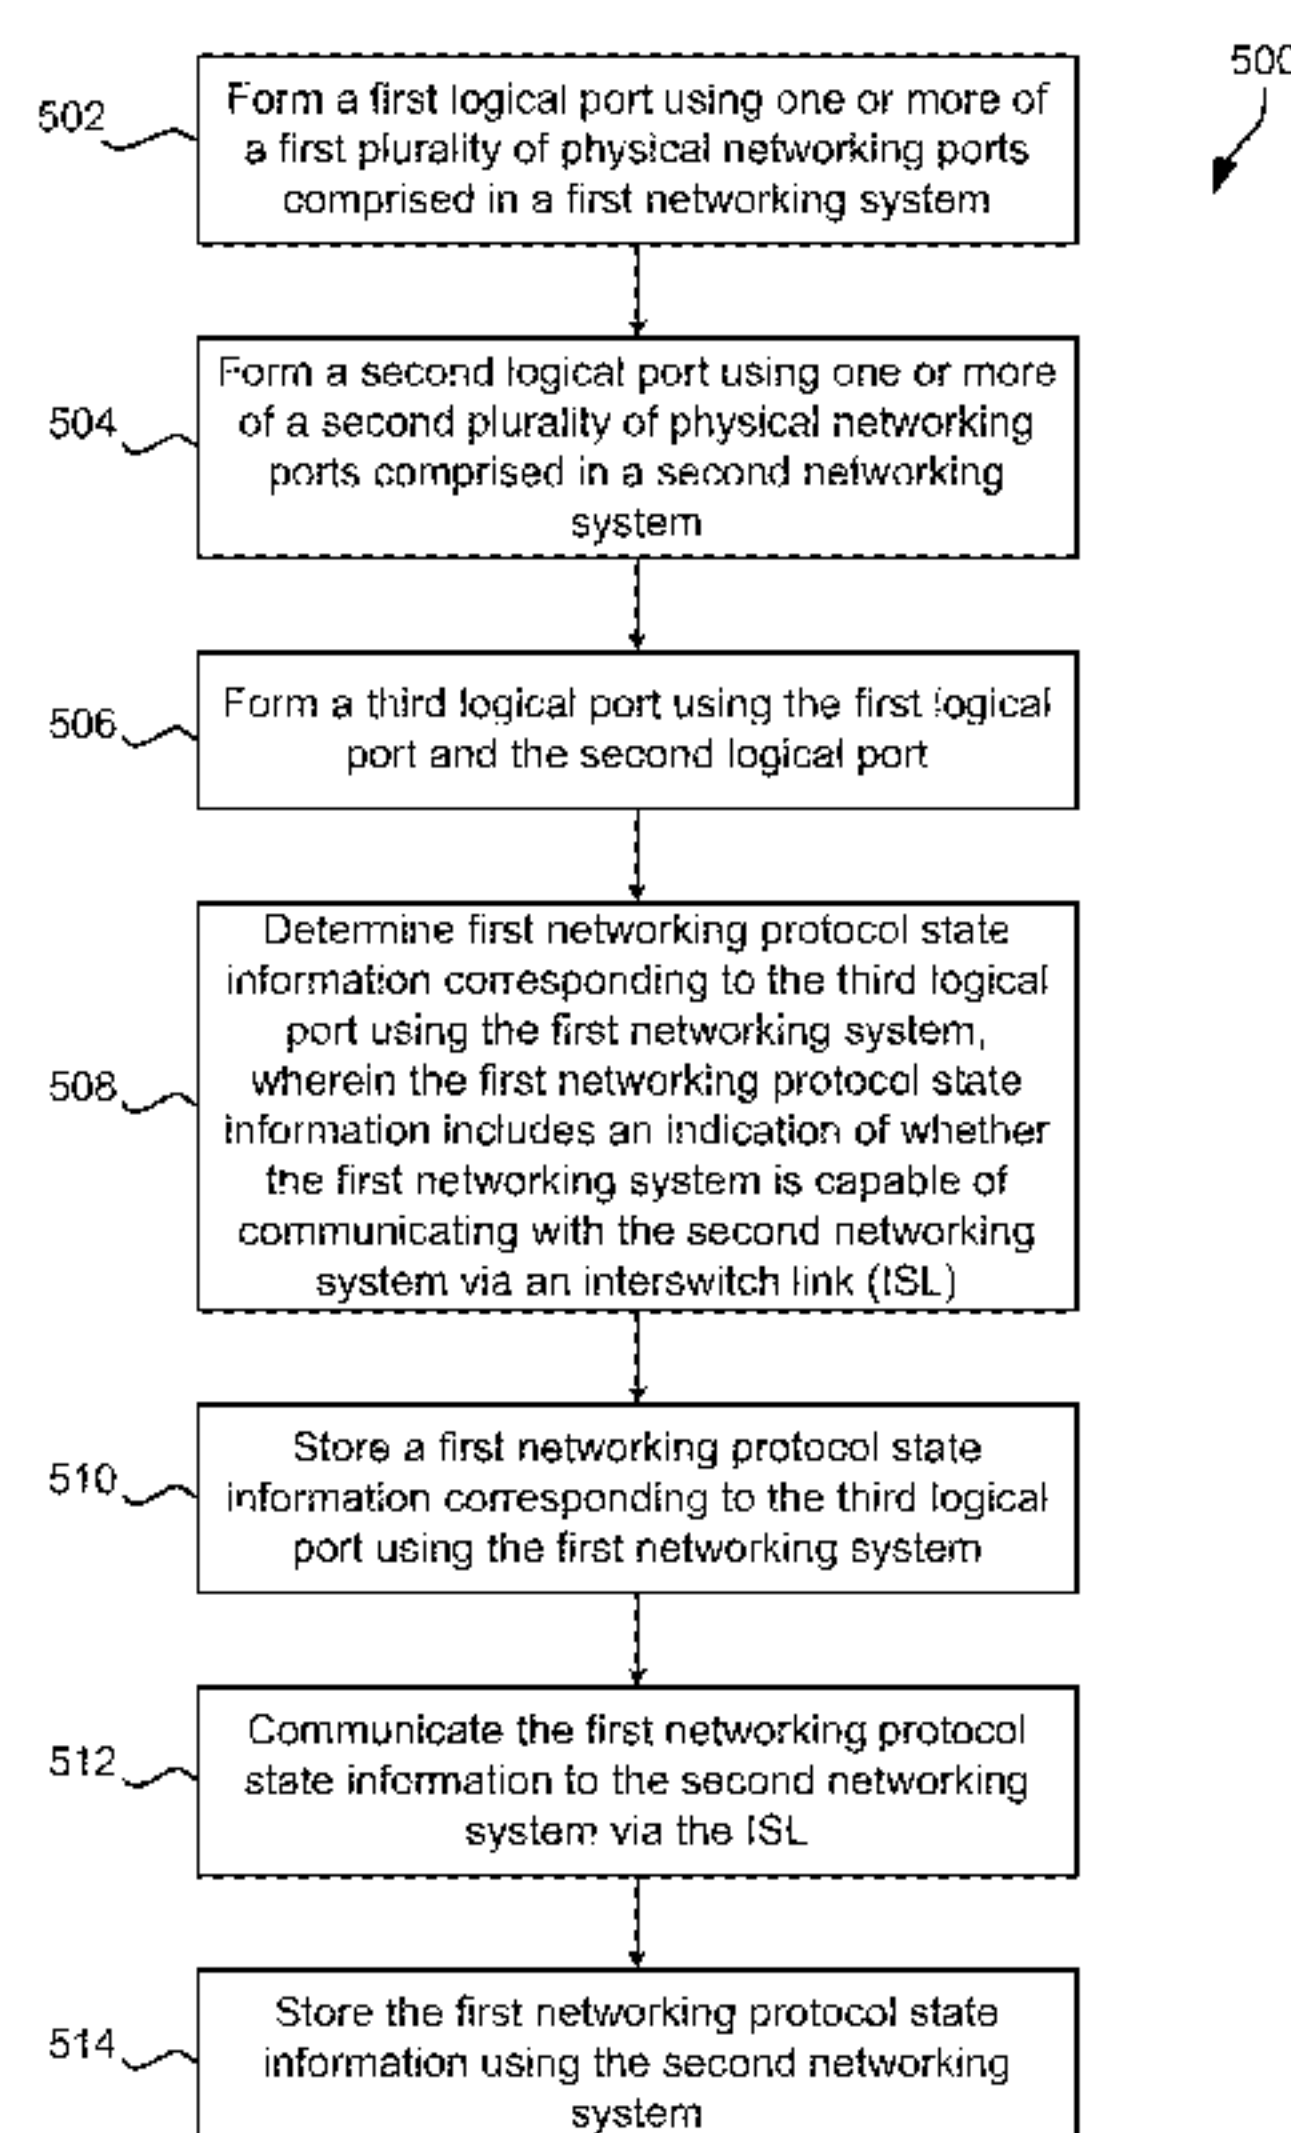 500
502
Form a first logical port using one or more of
a first plurality of physical networking ports
comprised in a first networking system
504
Form a second logical port using one or more
of a second plurality of physical networking
ports comprised in a second networking
system
506
Form a third logical port using the first logical
port and the second logical port
508
Determine first networking protocol state
information corresponding to the third logical
port using the first networking system,
wherein the first networking protocol state
information includes an indication of whether
the first networking system is capable of
communicating with the second networking
system via an interswitch link (ISL)
510
Store a first networking protocol state
information corresponding to the third logical
port using the first networking system
512
Communicate the first networking protocol
state information to the second networking
system via the ISL
514
Store the first networking protocol state
information using the second networking
system